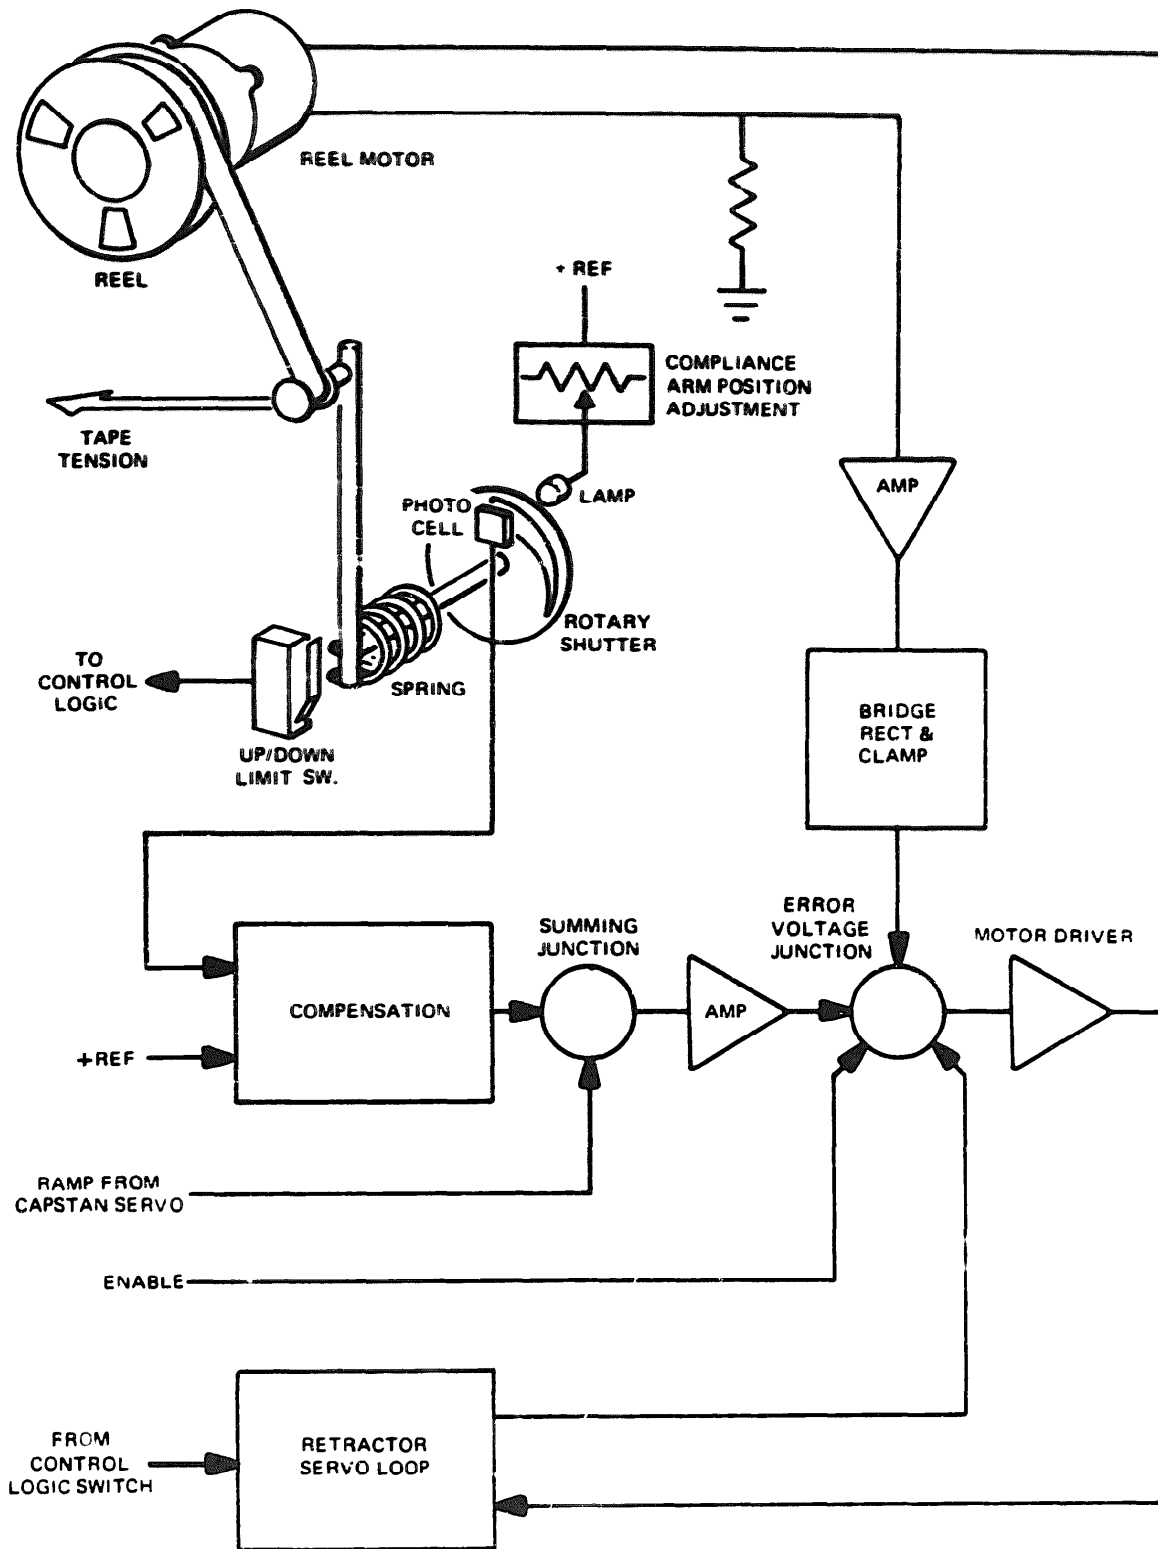 REEL MOTOR
REEL
+ REF
COMPLIANCE
ARM POSITION
ADJUSTMENT
TAPE
TENSION
AMP
PHOTO
CELL
LAMP
ROTARY
SHUTTER
TO
CONTROL
LOGIC
SPRING
UP/DOWN
LIMIT SW.
BRIDGE
RECT &
CLAMP
SUMMING
JUNCTION
ERROR
VOLTAGE
JUNCTION
MOTOR DRIVER
COMPENSATION
AMP
+REF
RAMP FROM
CAPSTAN SERVO
ENABLE
FROM
CONTROL
LOGIC SWITCH
RETRACTOR
SERVO LOOP